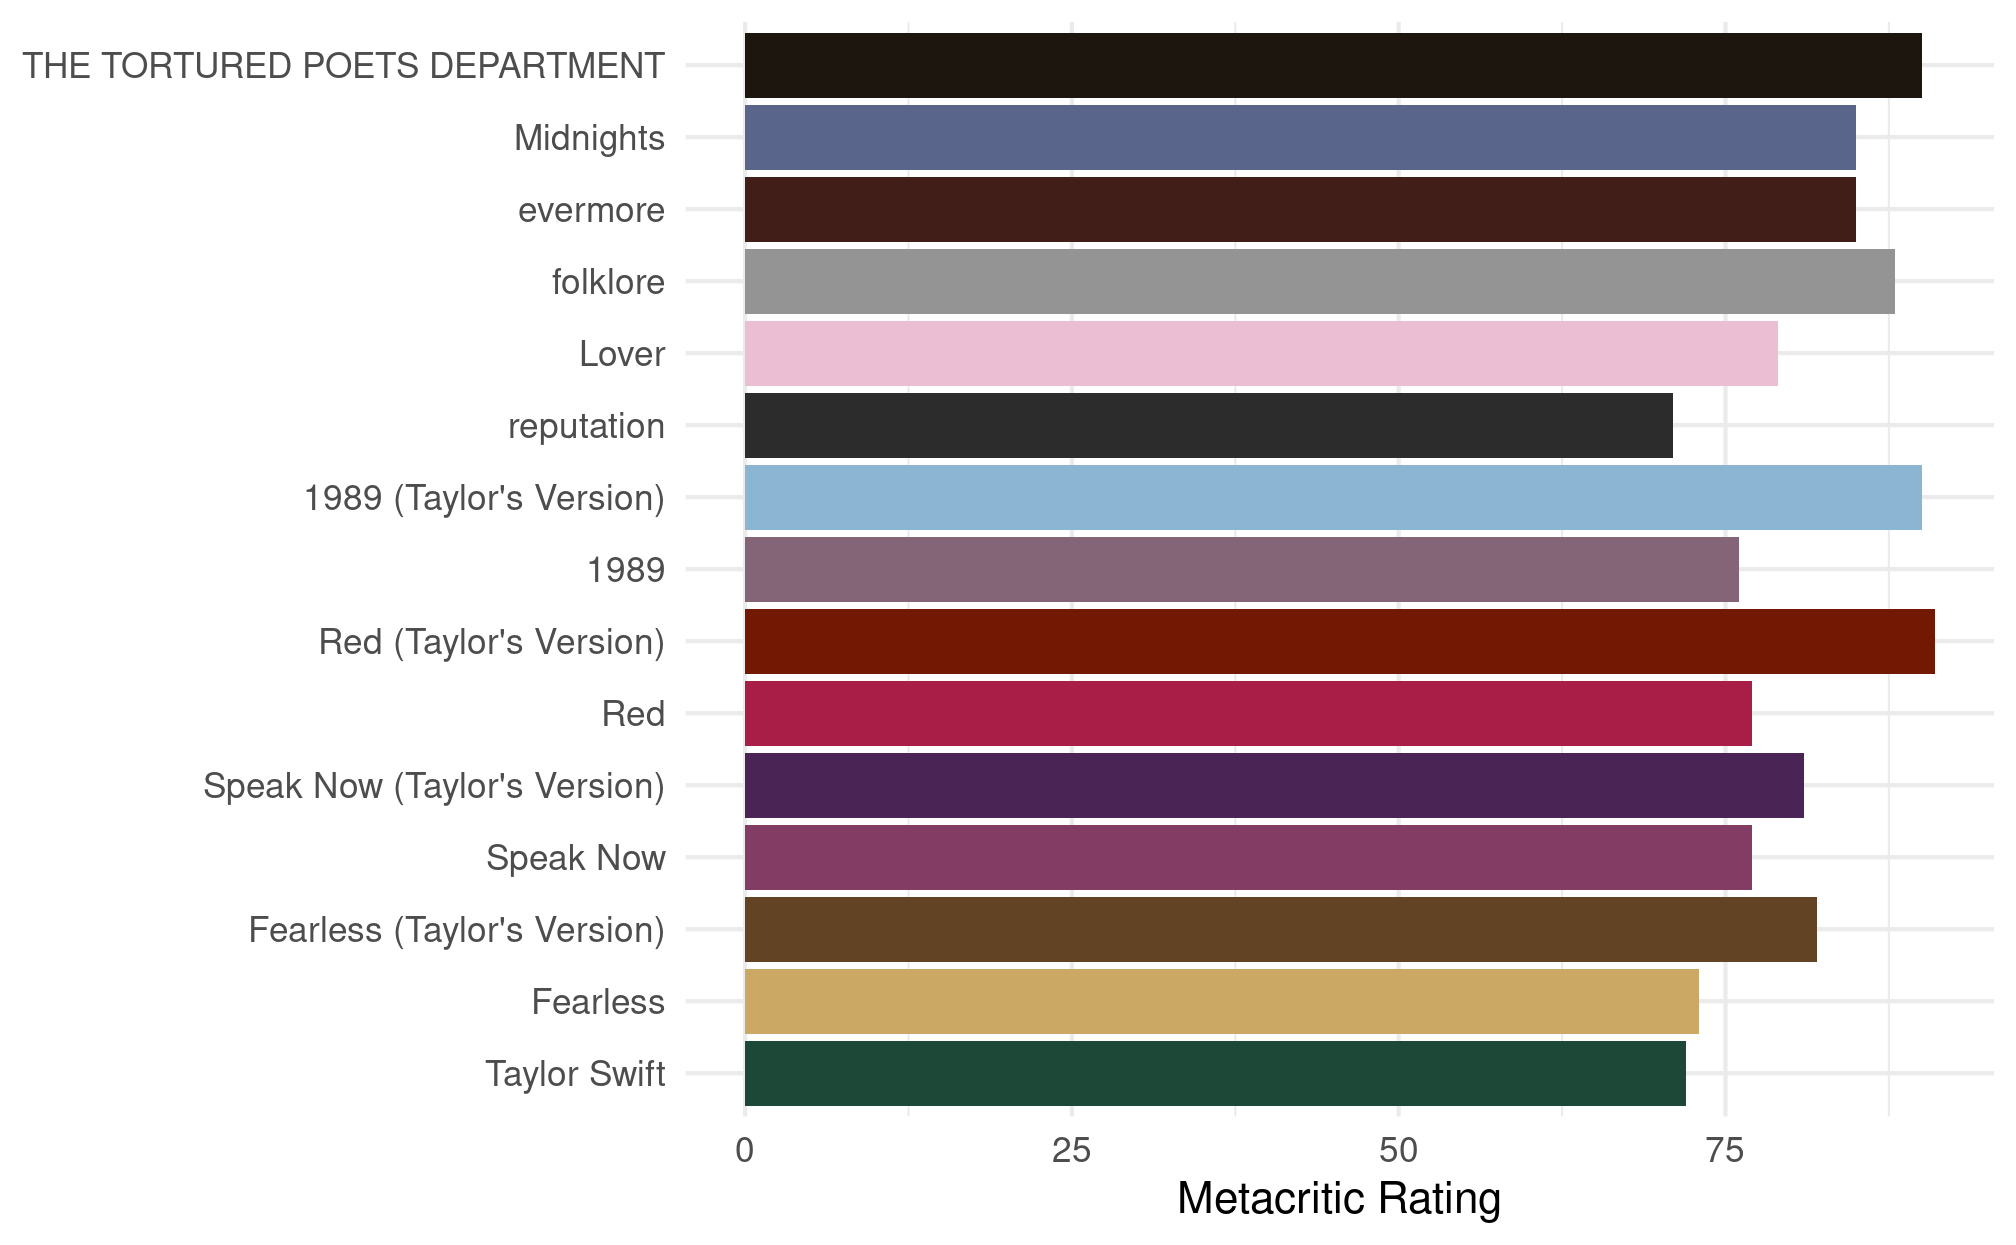 THE TORTURED POETS DEPARTMENT
Midnights
evermore
folklore
Lover
reputation
1989 (Taylor's Version)
1989
Red (Taylor's Version)
Red
Speak Now (Taylor's Version)
Speak Now
Fearless (Taylor's Version)
Fearless
Taylor Swift
0 25 50 75
Metacritic Rating